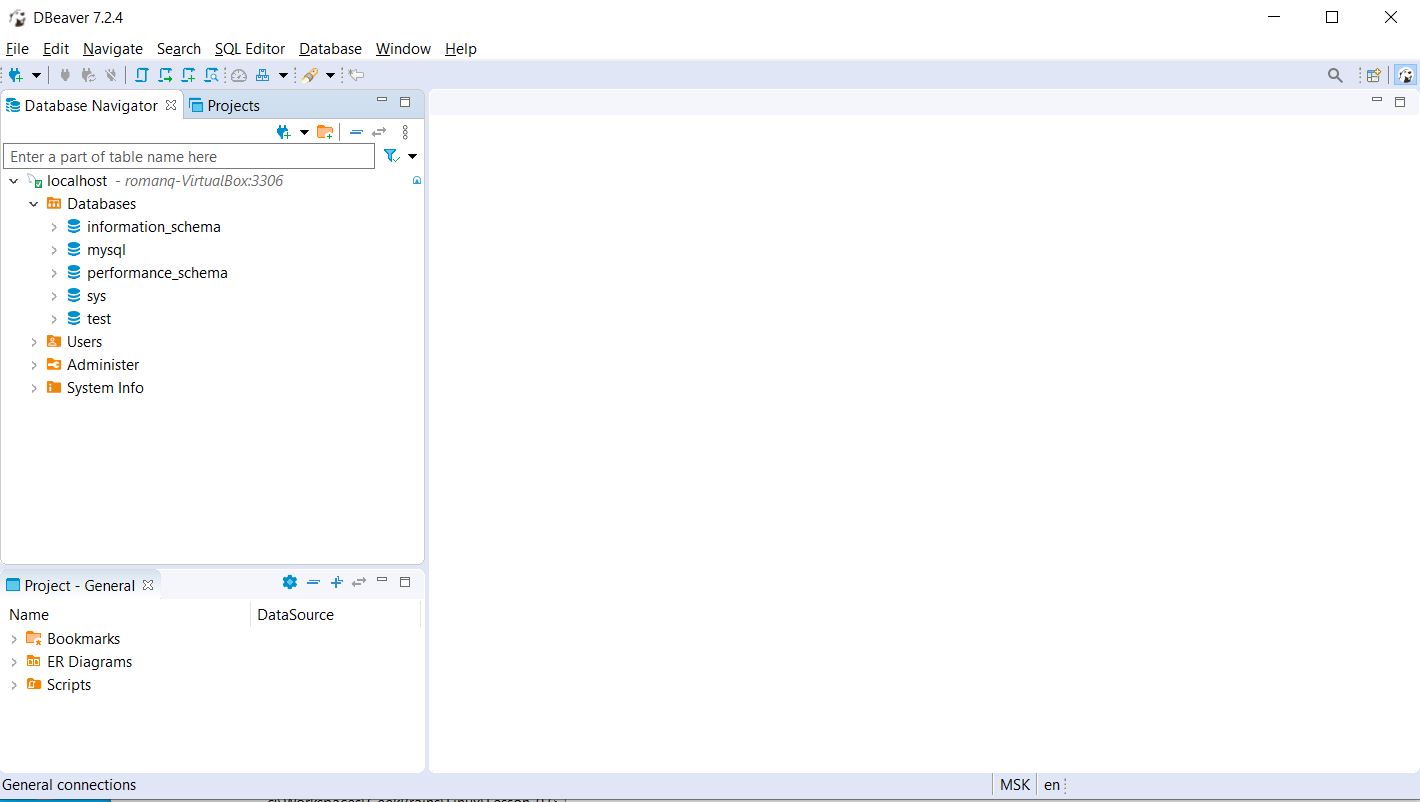 DBeaver 7.2.4
File Edit Navigate Search SQL Editor Database Window Help
Database Navigator Projects
Enter a part of table name here
localhost - romanq-VirtualBox:3306
Databases
information_schema
mysql
performance_schema
sys
test
Users
Administer
System Info
Project - General
Name DataSource
Bookmarks
ER Diagrams
Scripts
General connections MSK en